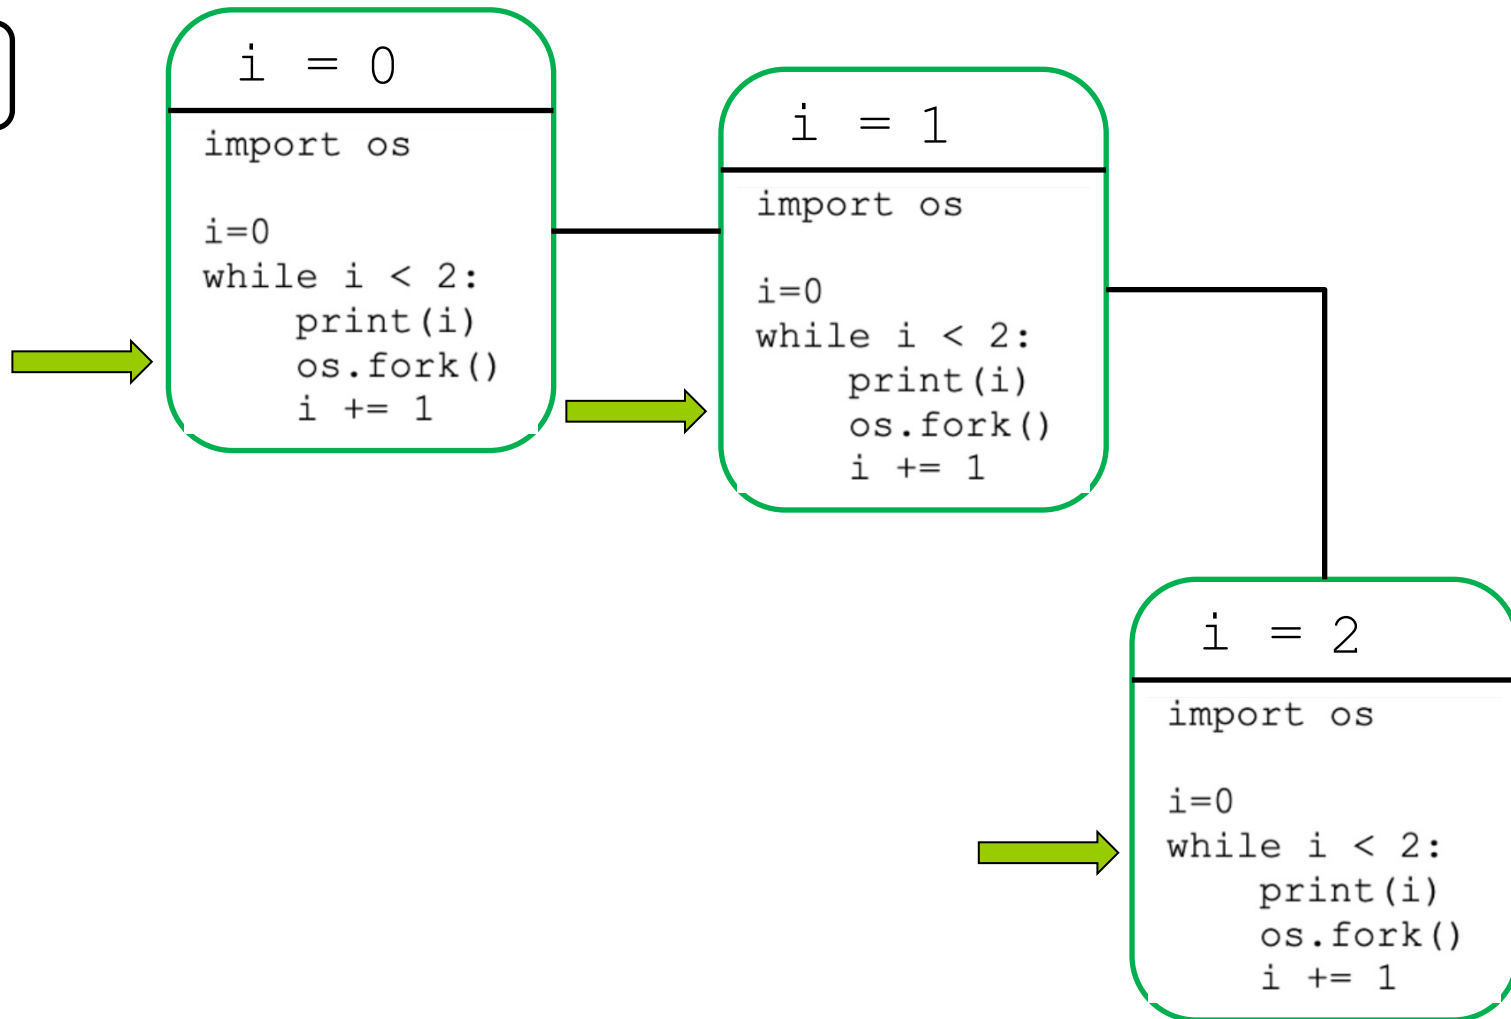 i = 0
import os
i=0
while i < 2:
    print(i)
    os.fork()
    i += 1
i = 1
import os
i=0
while i < 2:
    print(i)
    os.fork()
    i += 1
i = 2
import os
i=0
while i < 2:
    print(i)
    os.fork()
    i += 1